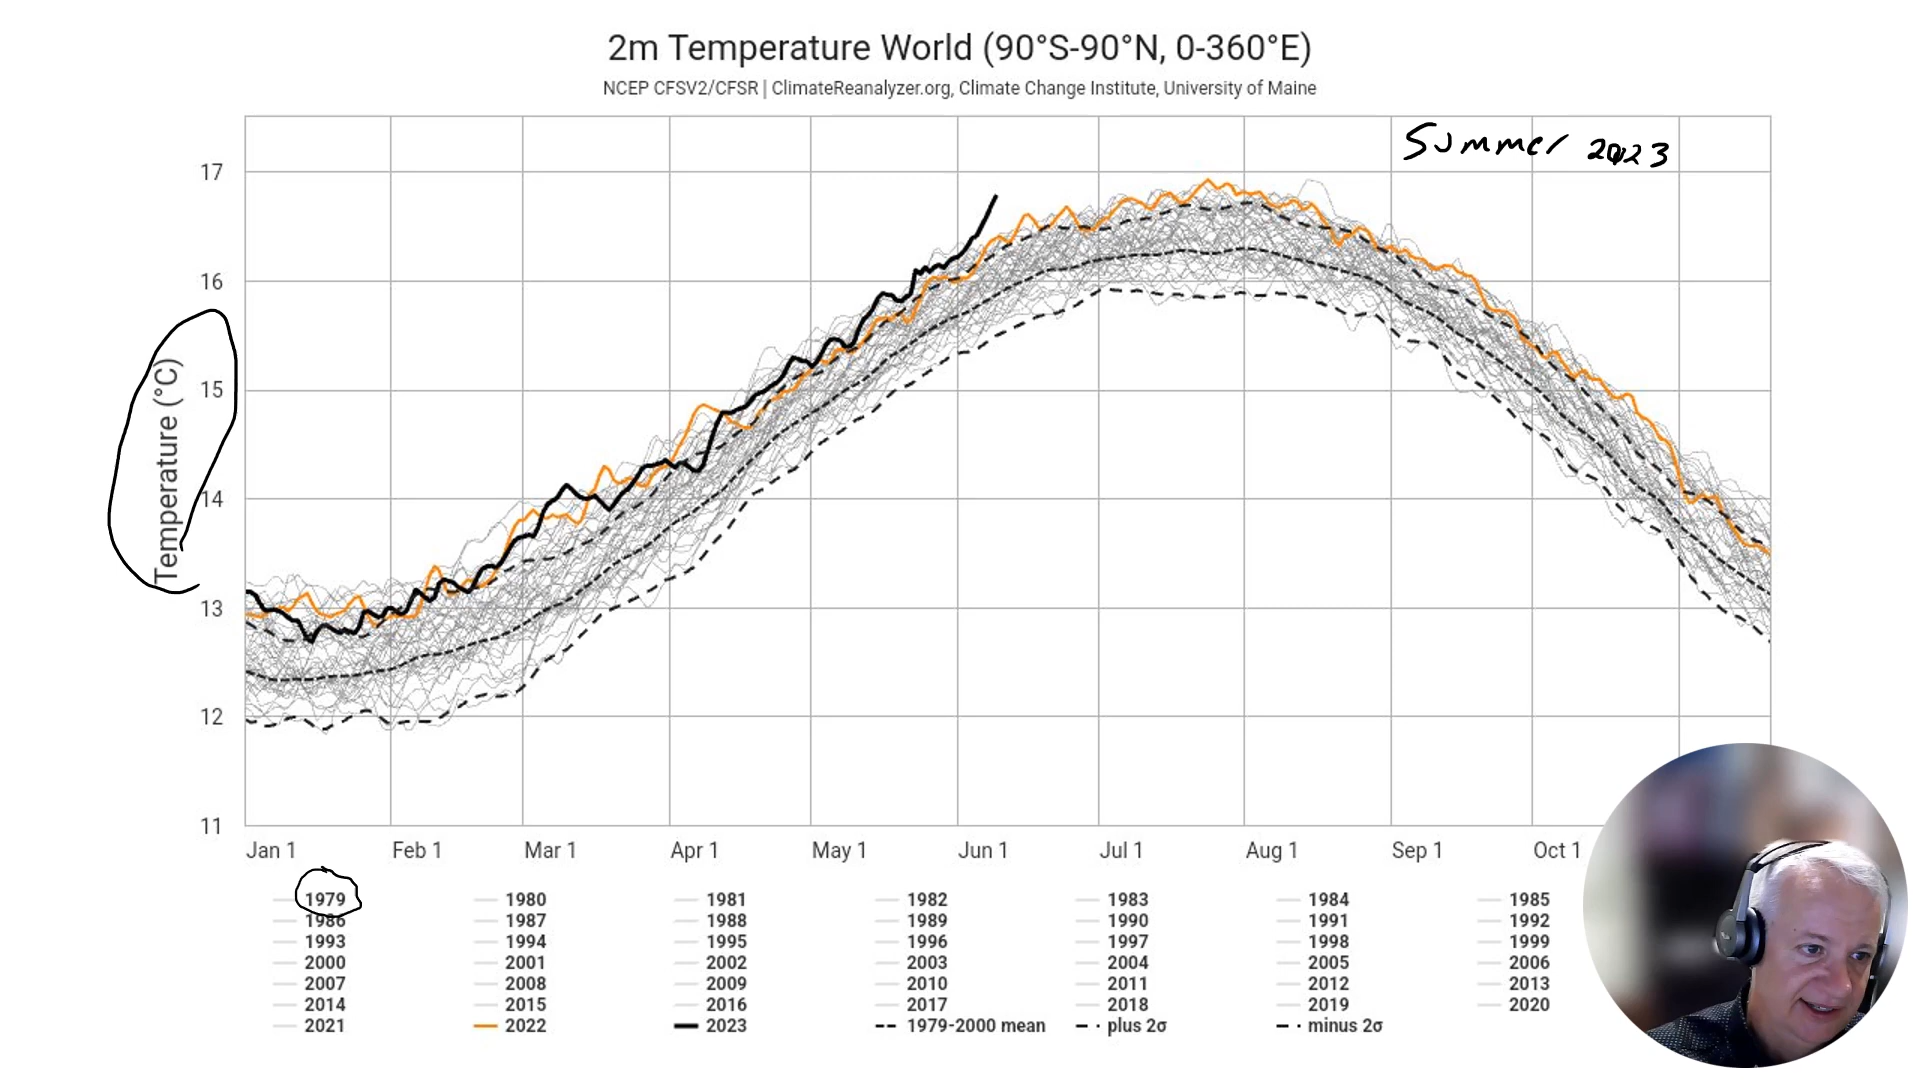 2m Temperature World (90°S-90°N, 0-360°E)
NCEP CFSV2/CFSR | ClimateReanalyzer.org, Climate Change Institute, University of Maine
Summer 2023
17
16
15
14
13
12
11
Temperature (°C)
Jan 1 Feb 1 Mar 1 Apr 1 May 1 Jun 1 Jul 1 Aug 1 Sep 1 Oct 1
1979 1980 1981 1982 1983 1984 1985
1986 1987 1988 1989 1990 1991 1992
1993 1994 1995 1996 1997 1998 1999
2000 2001 2002 2003 2004 2005 2006
2007 2008 2009 2010 2011 2012 2013
2014 2015 2016 2017 2018 2019 2020
2021 2022 2023 1979-2000 mean plus 2σ minus 2σ